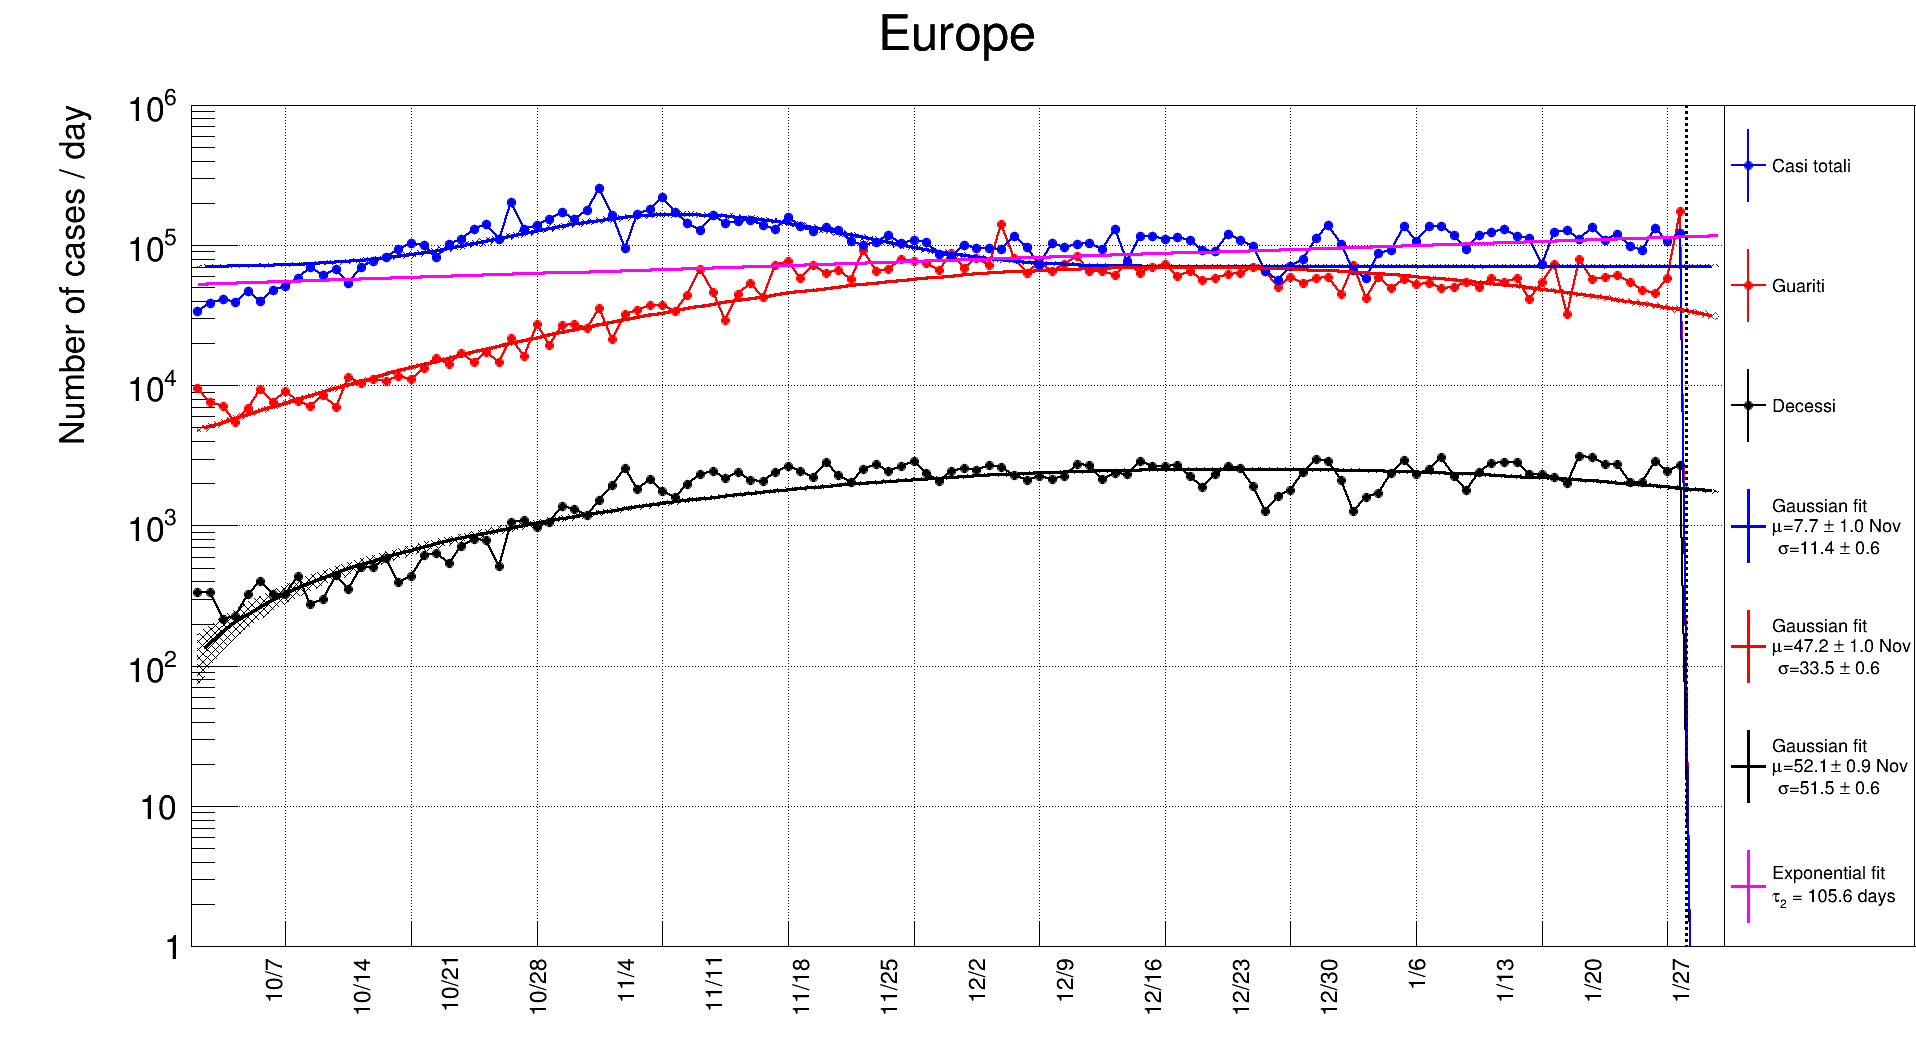 Europe
Number of cases / day
10^6
10^5
10^4
10^3
10^2
10
1
10/7
10/14
10/21
10/28
11/4
11/11
11/18
11/25
12/2
12/9
12/16
12/23
12/30
1/6
1/13
1/20
1/27
Casi totali
Guariti
Decessi
Gaussian fit
μ=7.7 ± 1.0 Nov
σ=11.4 ± 0.6
Gaussian fit
μ=47.2 ± 1.0 Nov
σ=33.5 ± 0.6
Gaussian fit
μ=52.1 ± 0.9 Nov
σ=51.5 ± 0.6
Exponential fit
τ₂ = 105.6 days